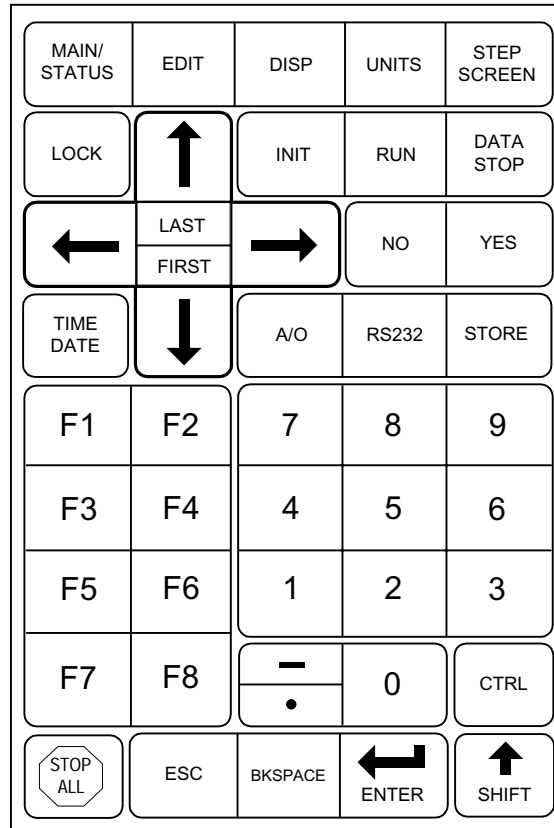 MAIN/
STATUS
EDIT
DISP
UNITS
STEP
SCREEN
LOCK
INIT
RUN
DATA
STOP
LAST
FIRST
NO
YES
TIME
DATE
A/O
RS232
STORE
F1
F2
7
8
9
F3
F4
4
5
6
F5
F6
1
2
3
F7
F8
0
CTRL
STOP
ALL
ESC
BKSPACE
ENTER
SHIFT